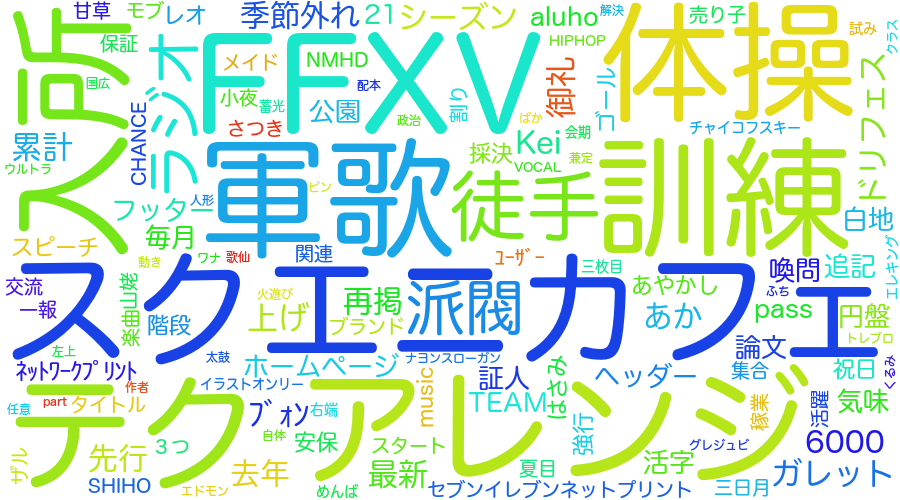 甘草
モブ
レオ
季節外れ
21
シーズン
aluho
解決
売り子
試み
クラス
保証
国広
入所
ラジオ
メイド
NMHD
配本
FFXV
HIPHOP
体操
小夜
蓄光
公園
割り
御礼
ゴール
ドリフェス
CHANCE
さつき
政治
ばか
会期
チャイコフスキー
累計
ウルトラ
軍歌
採決
Kei
VOCAL
兼定
徒手
訓練
人形
ピン
フッター
毎月
白地
スピーチ
動き
ワナ
歌仙
関連
ﾕｰｻﾞｰ
三枚目
喚問
追記
エレキング
交流
一報
楽曲
山姥
階段
スクエニカフェ
火遊び
上げ
再掲
ブランド
派閥
あやかし
あか
ふち
pass
円盤
トレブロ
左上
太鼓
ホームページ
ナヨンスローガン
論文
ﾈｯﾄﾜｰｸﾌﾟﾘﾝﾄ
作者
イラストオンリー
証人
はさみ
ヘッダー
集合
祝日
くるみ
任意
part
タイトル
ﾌﾞｫﾝ
右端
music
TEAM
強行
グレジュビ
稼業
活躍
気味
テクアレンジ
自体
3つ
安保
スタート
6000
ザル
先行
去年
最新
夏目
活字
ガレット
SHIHO
エドモン
めんば
セブンイレブンネットプリント
三日月